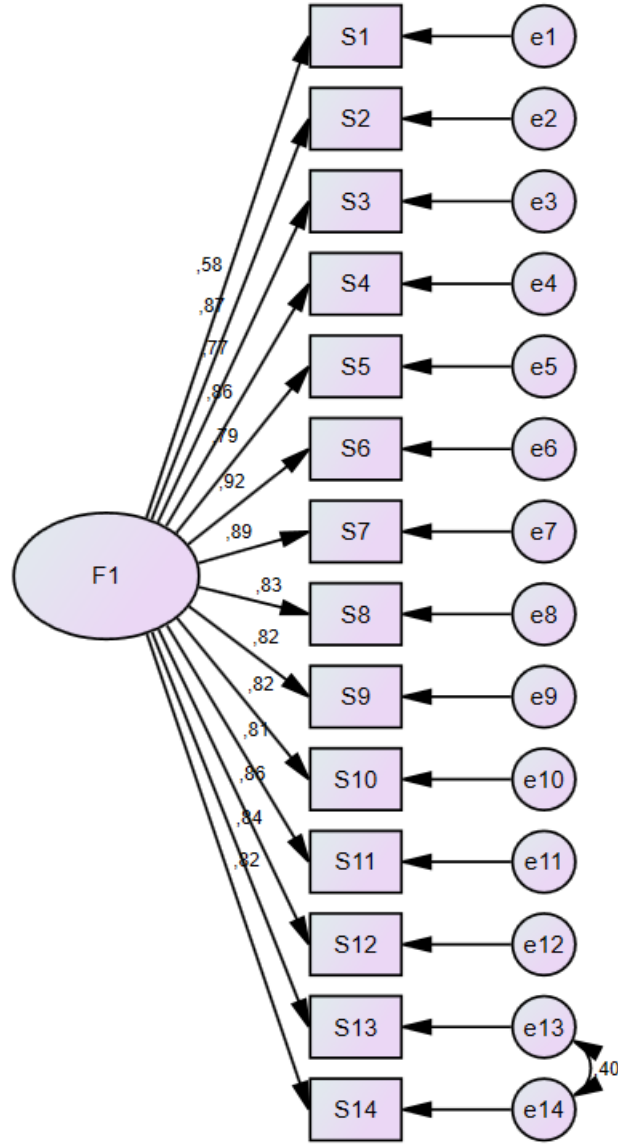 S1 e1
S2 e2
S3 e3
,58
S4 e4
,87
,77
S5 e5
,86
,79
S6 e6
,92
,89
S7 e7
F1
,83
S8 e8
,82
,82
S9 e9
,81
,86
S10 e10
,84
,82
S11 e11
S12 e12
S13 e13
,40
S14 e14